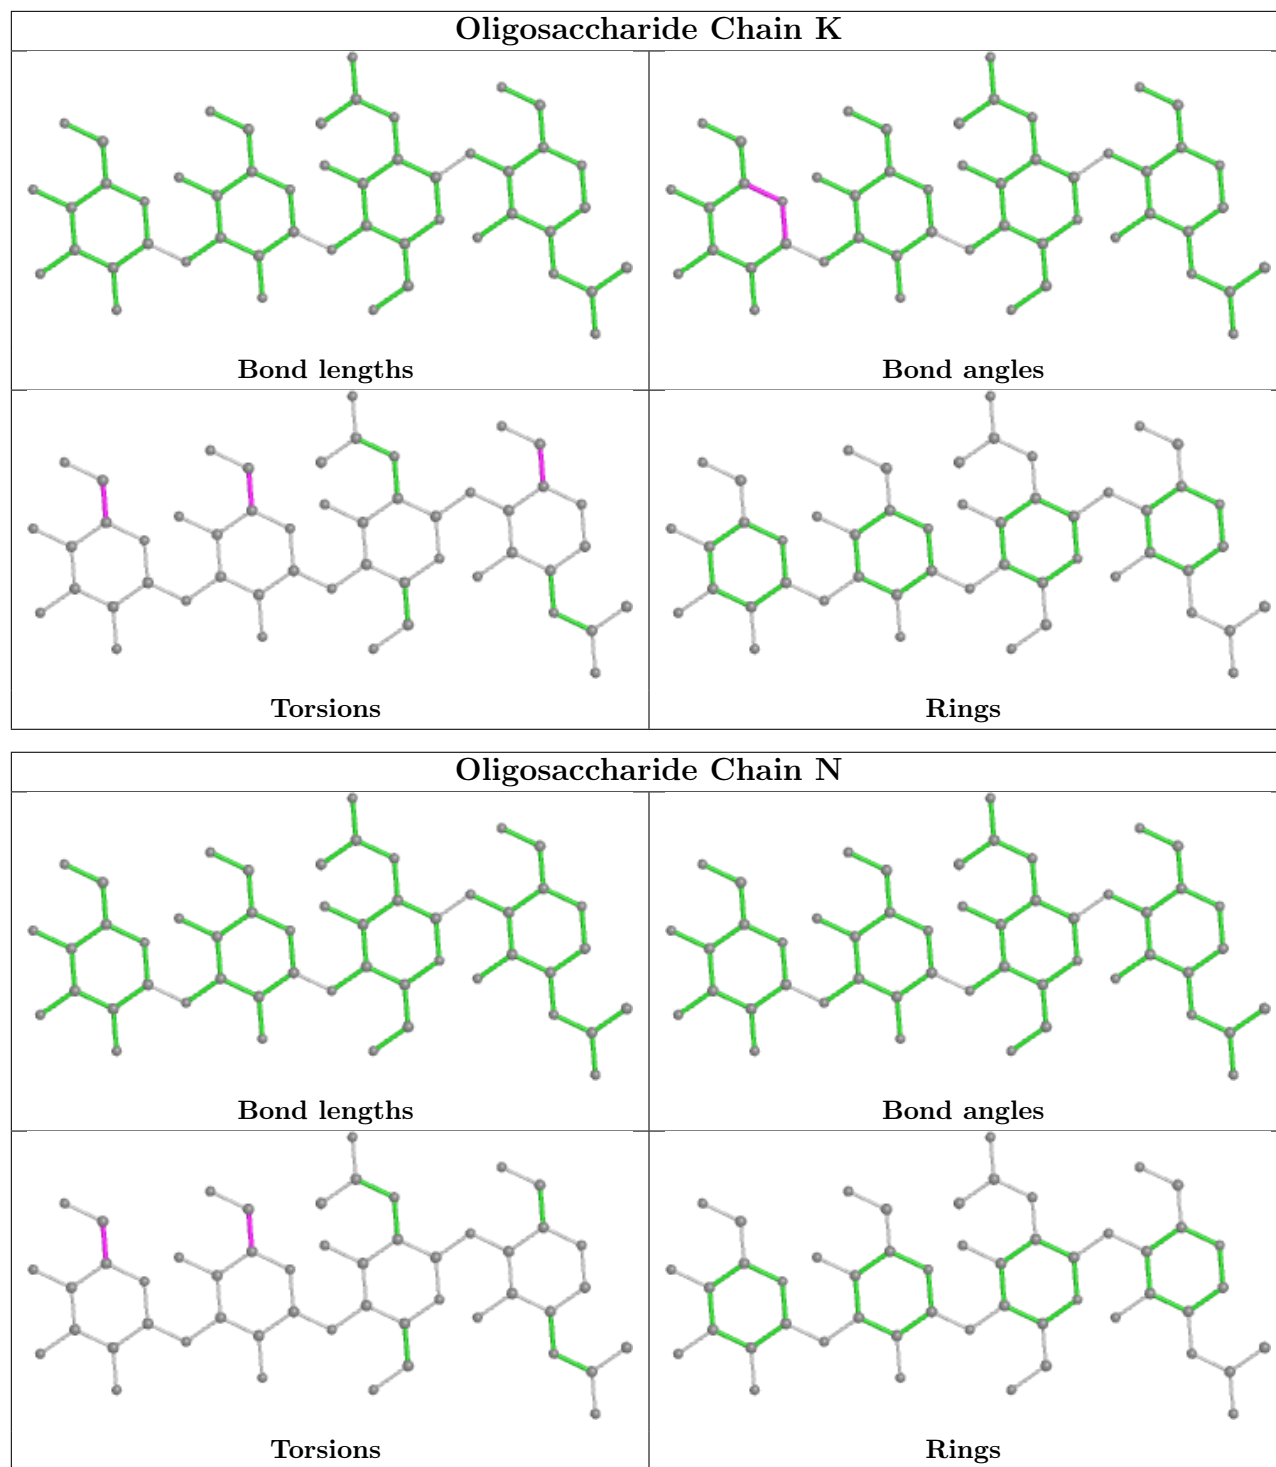 Oligosaccharide Chain K
Bond lengths
Bond angles
Torsions
Rings
Oligosaccharide Chain N
Bond lengths
Bond angles
Torsions
Rings